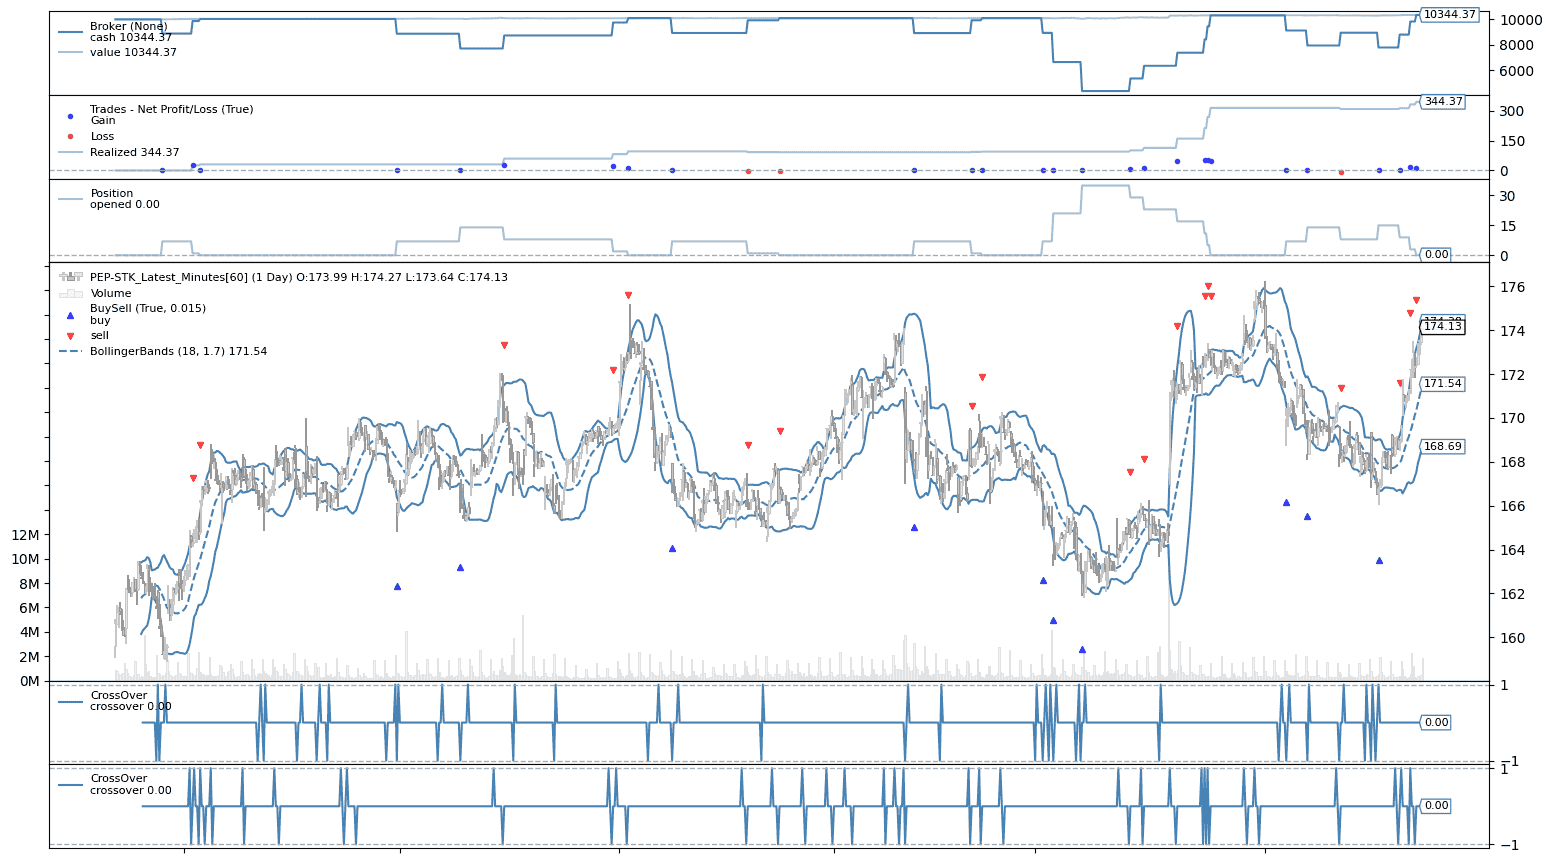 Broker (None)
cash 10344.37
value 10344.37
10344.37
10000
8000
6000
Trades - Net Profit/Loss (True)
Gain
Loss
Realized 344.37
344.37
300
150
0
Position
opened 0.00
30
15
0
0.00
PEP-STK_Latest_Minutes[60] (1 Day) O:173.99 H:174.27 L:173.64 C:174.13
Volume
BuySell (True, 0.015)
buy
sell
BollingerBands (18, 1.7) 171.54
176
174
172
170
168
166
164
162
160
174.13
171.54
168.69
12M
10M
8M
6M
4M
2M
0M
CrossOver
crossover 0.00
1
0.00
−1
CrossOver
crossover 0.00
1
0.00
−1